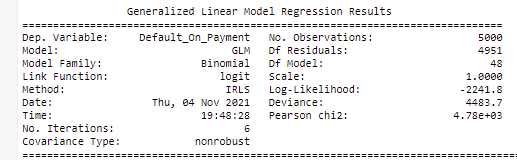 Generalized Linear Model Regression Results
==============================================================================
Dep. Variable: Default_On_Payment No. Observations: 5000
Model: GLM Df Residuals: 4951
Model Family: Binomial Df Model: 48
Link Function: logit Scale: 1.0000
Method: IRLS Log-Likelihood: -2241.8
Date: Thu, 04 Nov 2021 Deviance: 4483.7
Time: 19:48:28 Pearson chi2: 4.78e+03
No. Iterations: 6
Covariance Type: nonrobust
==============================================================================